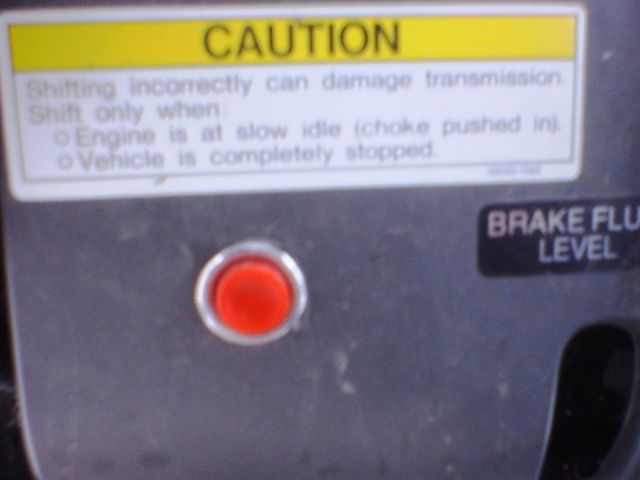 CAUTION
Shifting incorrectly can damage transmission.
Shift only when:
o Engine is at slow idle (choke pushed in).
o Vehicle is completely stopped.
BRAKE FLU
LEVEL